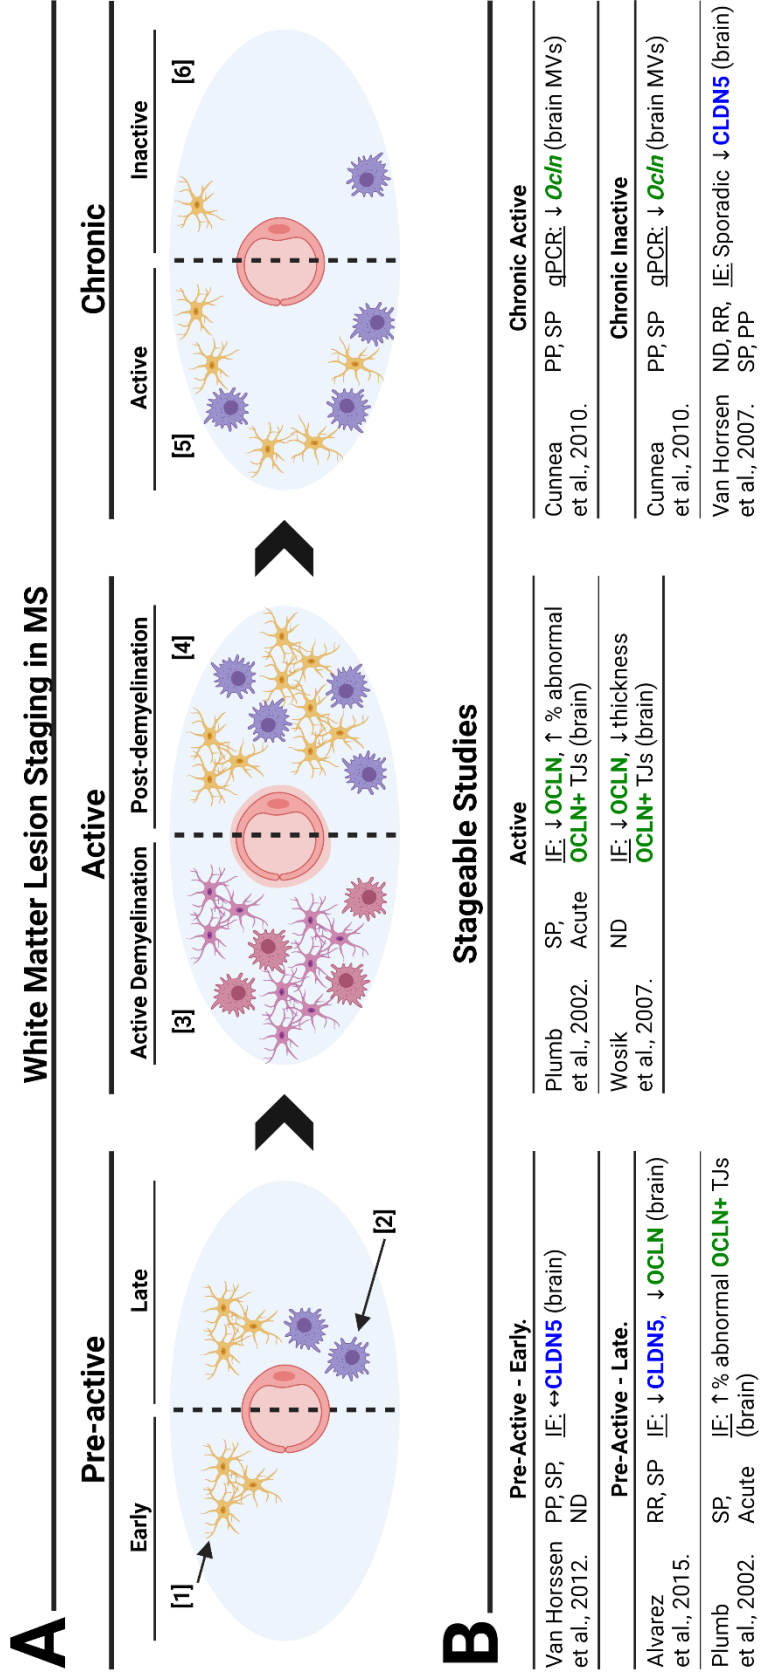 A
White Matter Lesion Staging in MS
Pre-active
Active
Chronic
Early
Late
Active Demyelination
Post-demyelination
Active
Inactive
[1]
[2]
[3]
[4]
[5]
[6]
B
Stageable Studies
Pre-Active - Early.
Van Horssen PP, SP, IF: ↔CLDN5 (brain)
et al., 2012. ND
Pre-Active - Late.
Alvarez RR, SP IF: ↓CLDN5, ↓OCLN (brain)
et al., 2015.
Plumb SP, IF: ↑% abnormal OCLN+ TJs
et al., 2002. Acute (brain)
Active
Plumb SP, IF: ↓OCLN, ↑ % abnormal
et al., 2002. Acute OCLN+ TJs (brain)
Wosik ND IF: ↓OCLN, ↓thickness
et al., 2007. OCLN+ TJs (brain)
Chronic Active
Cunnea PP, SP qPCR: ↓Ocln (brain MVs)
et al., 2010.
Chronic Inactive
Cunnea PP, SP qPCR: ↓Ocln (brain MVs)
et al., 2010.
Van Horrsen ND, RR, IE: Sporadic ↓CLDN5 (brain)
et al., 2007. SP, PP